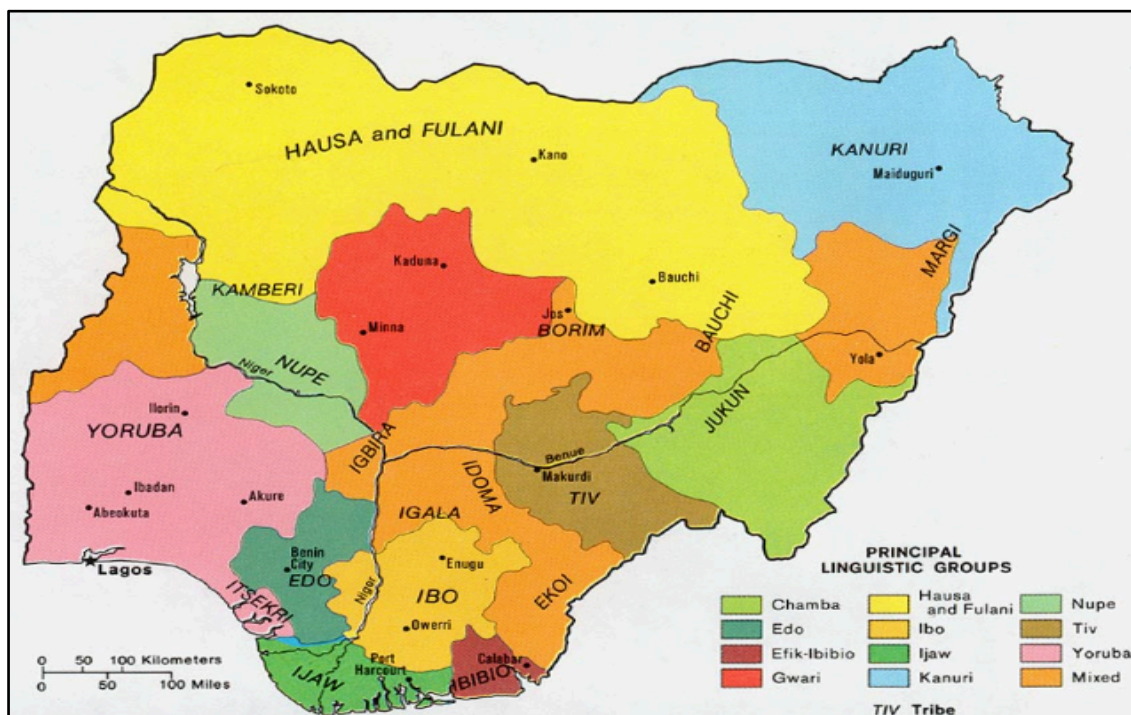 Sokoto
HAUSA and FULANI
Kano
KANURI
Maiduguri
MARGI
Kaduna
KAMBERI
Bauchi
Jos
BORIM
BAUCHI
Minna
Yola
Niger
NUPE
Ilorin
YORUBA
JUKUN
IGBIRA
Benue
Makurdi
IDOMA
TIV
Ibadan
Akure
Abeokuta
IGALA
Benin
City
EDO
Enugu
Lagos
Niger
IBO
EKOI
ITSEKRI
Owerri
Port
Harcourt
Calabar
IJAW
IBIBIO
0 50 100 Kilometers
0 50 100 Miles
PRINCIPAL
LINGUISTIC GROUPS
Chamba
Edo
Efik-Ibibio
Gwari
Hausa
and Fulani
Ibo
Ijaw
Kanuri
Nupe
Tiv
Yoruba
Mixed
TIV Tribe